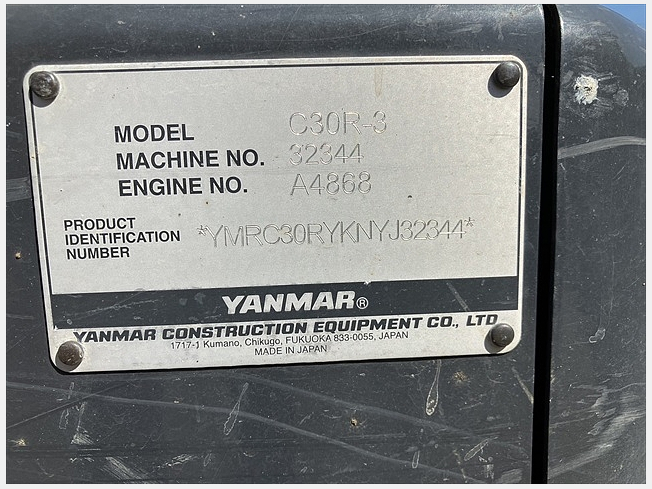 MODEL C30R-3
MACHINE NO. 32344
ENGINE NO. A4868
PRODUCT
IDENTIFICATION *YMRC30RYKNYJ32344*
NUMBER
YANMAR®
YANMAR CONSTRUCTION EQUIPMENT CO., LTD
1717-1 Kumano, Chikugo, FUKUOKA 833-0055, JAPAN
MADE IN JAPAN